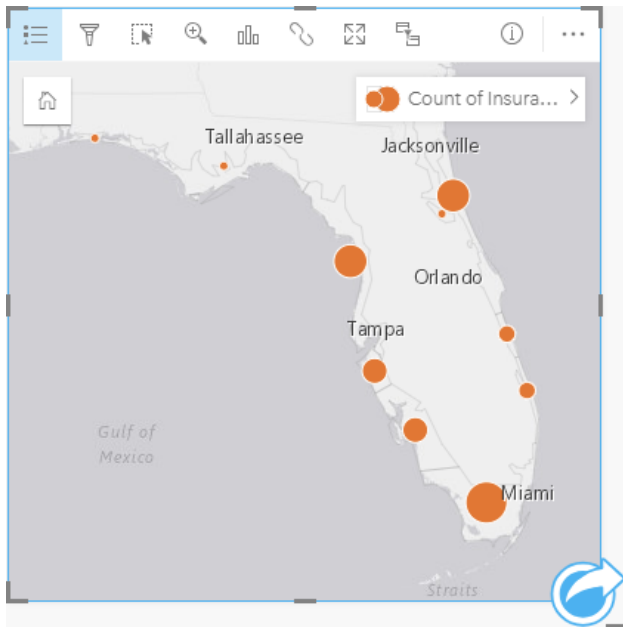 Count of Insura...
Tallahassee
Jacksonville
Orlando
Tampa
Gulf of
Mexico
Miami
Straits